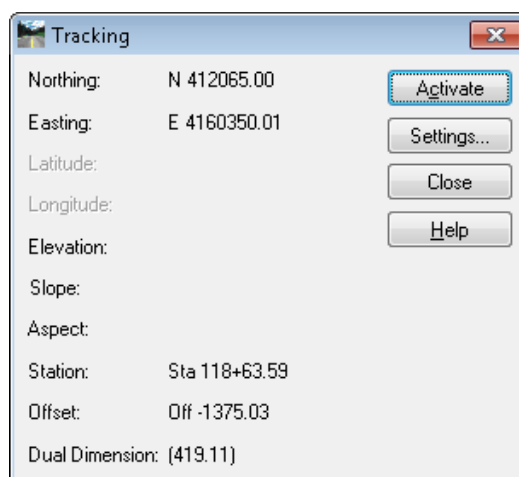 Tracking
Northing: N 412065.00
Activate
Easting: E 4160350.01
Settings...
Latitude:
Close
Longitude:
Help
Elevation:
Slope:
Aspect:
Station: Sta 118+63.59
Offset: Off -1375.03
Dual Dimension: (419.11)